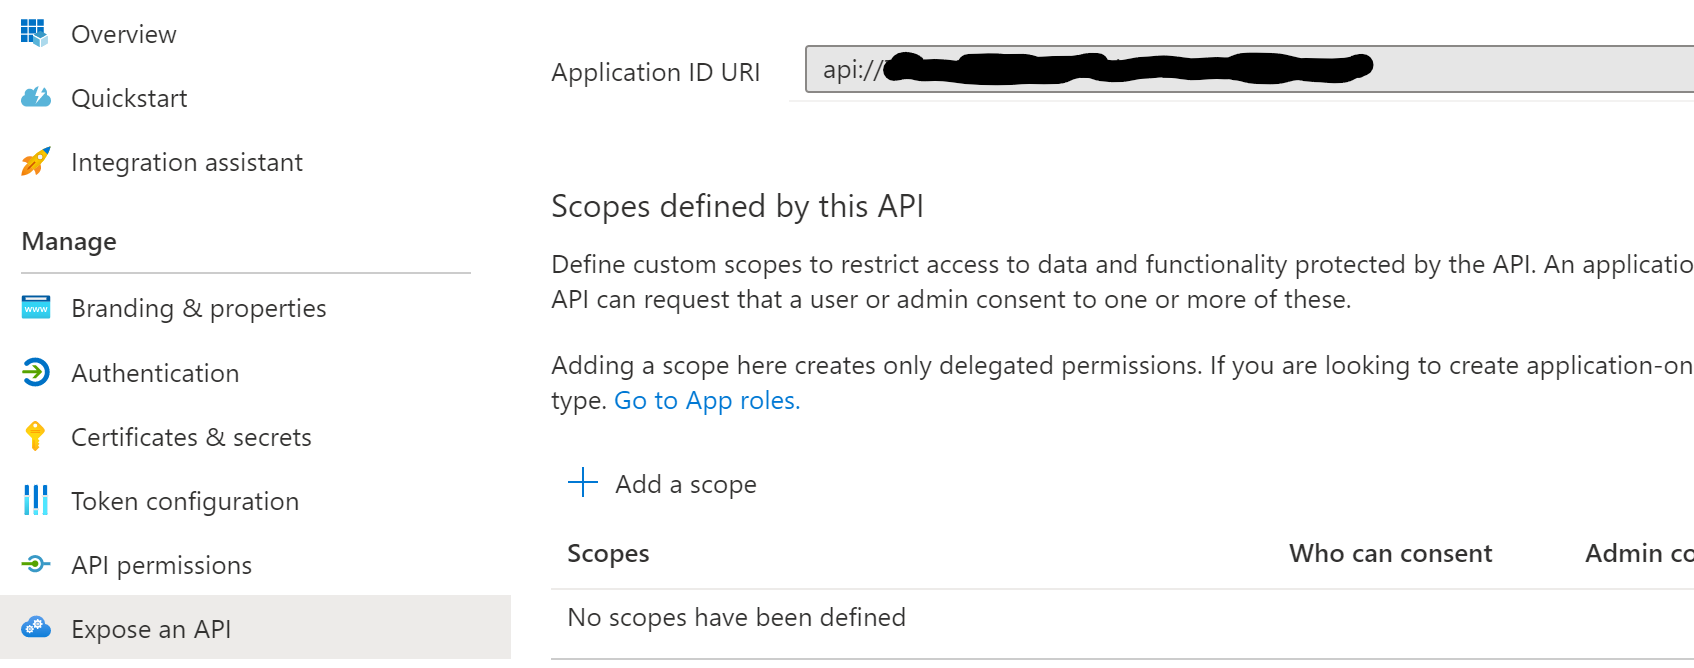 Overview
Quickstart
Integration assistant
Manage
Branding & properties
www
Authentication
Certificates & secrets
Token configuration
API permissions
Expose an API
Application ID URI
api://
Scopes defined by this API
Define custom scopes to restrict access to data and functionality protected by the API. An applicatio
API can request that a user or admin consent to one or more of these.
Adding a scope here creates only delegated permissions. If you are looking to create application-on
type. Go to App roles.
Add a scope
Scopes Who can consent Admin co
No scopes have been defined